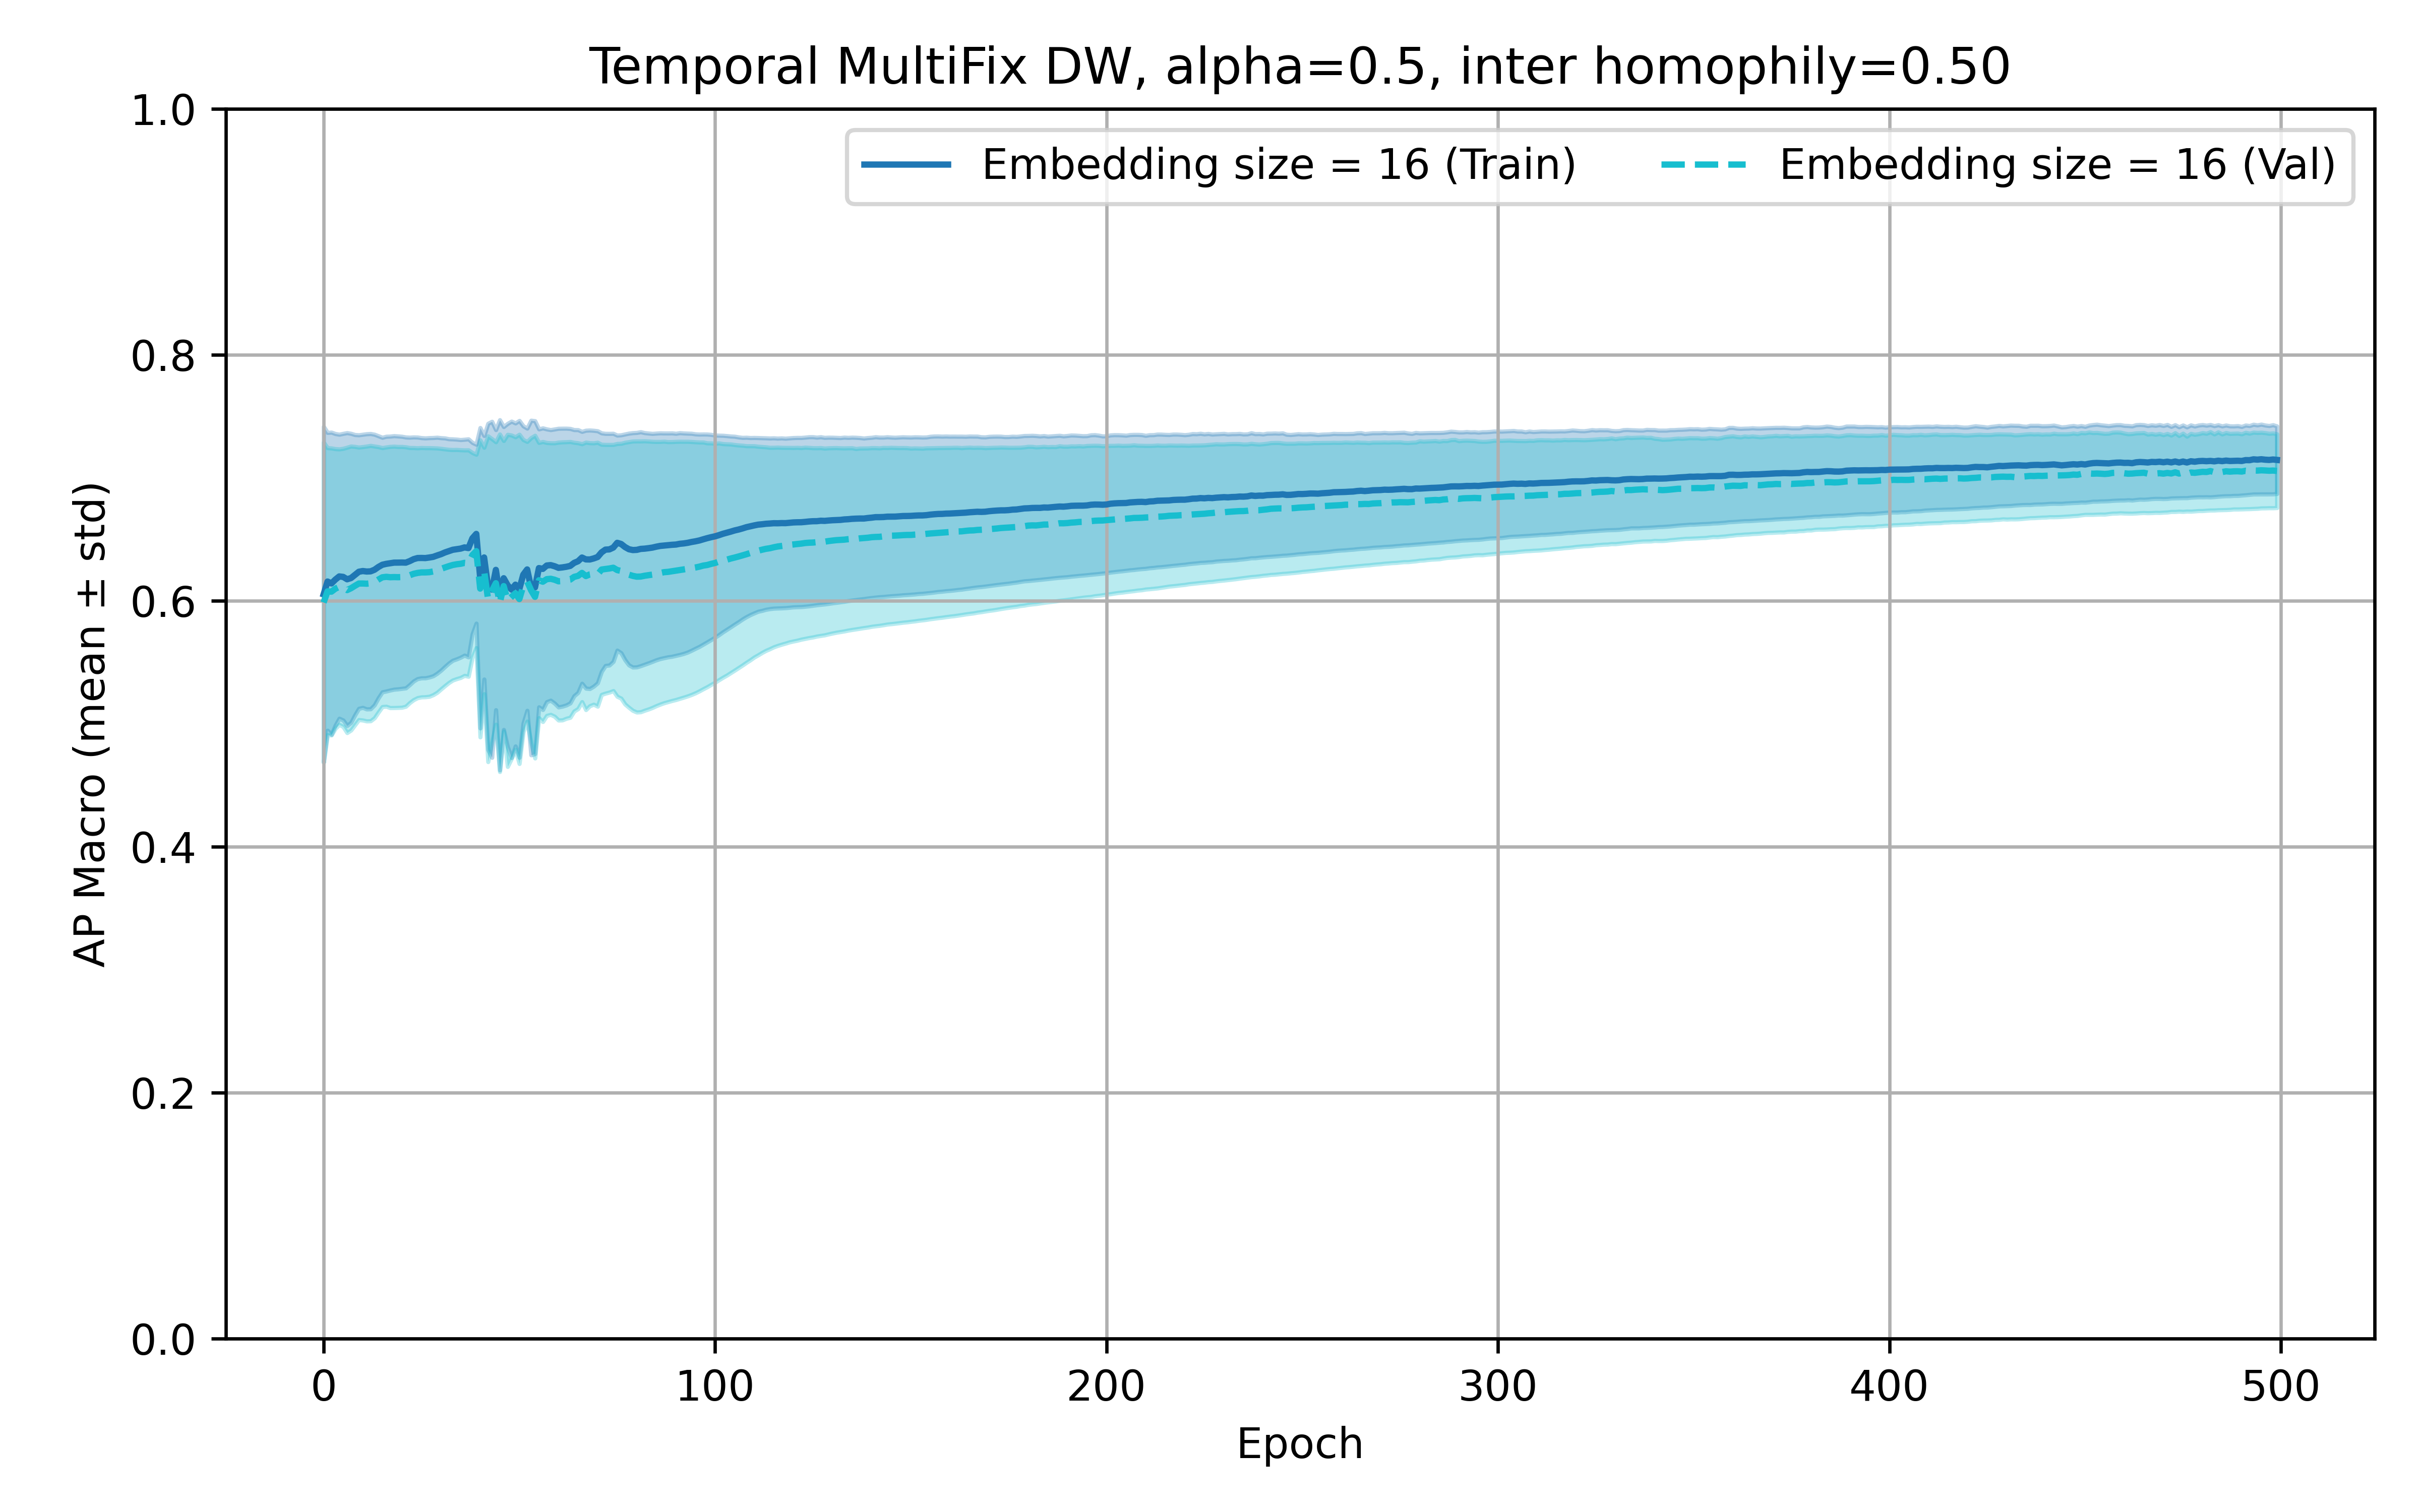 Temporal MultiFix DW, alpha=0.5, inter homophily=0.50
Embedding size = 16 (Train)
Embedding size = 16 (Val)
AP Macro (mean ± std)
1.0
0.8
0.6
0.4
0.2
0.0
0 100 200 300 400 500
Epoch